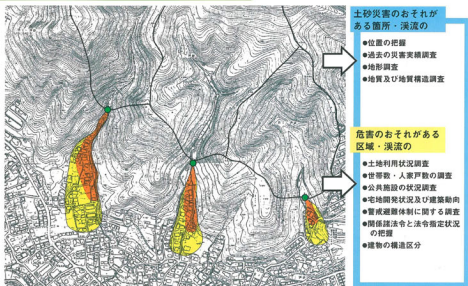 土砂災害のおそれが
ある箇所・渓流の
●位置の把握
●過去の災害実績調査
●地形調査
●地質及び地質構造調査
危害のおそれがある
区域・渓流の
●土地利用状況調査
●世帯数・人家戸数の調査
●公共施設の状況調査
●宅地開発状況及び建築動向
●警戒避難体制に関する調査
●関係諸法令と法令指定状況
の把握
●建物の構造区分